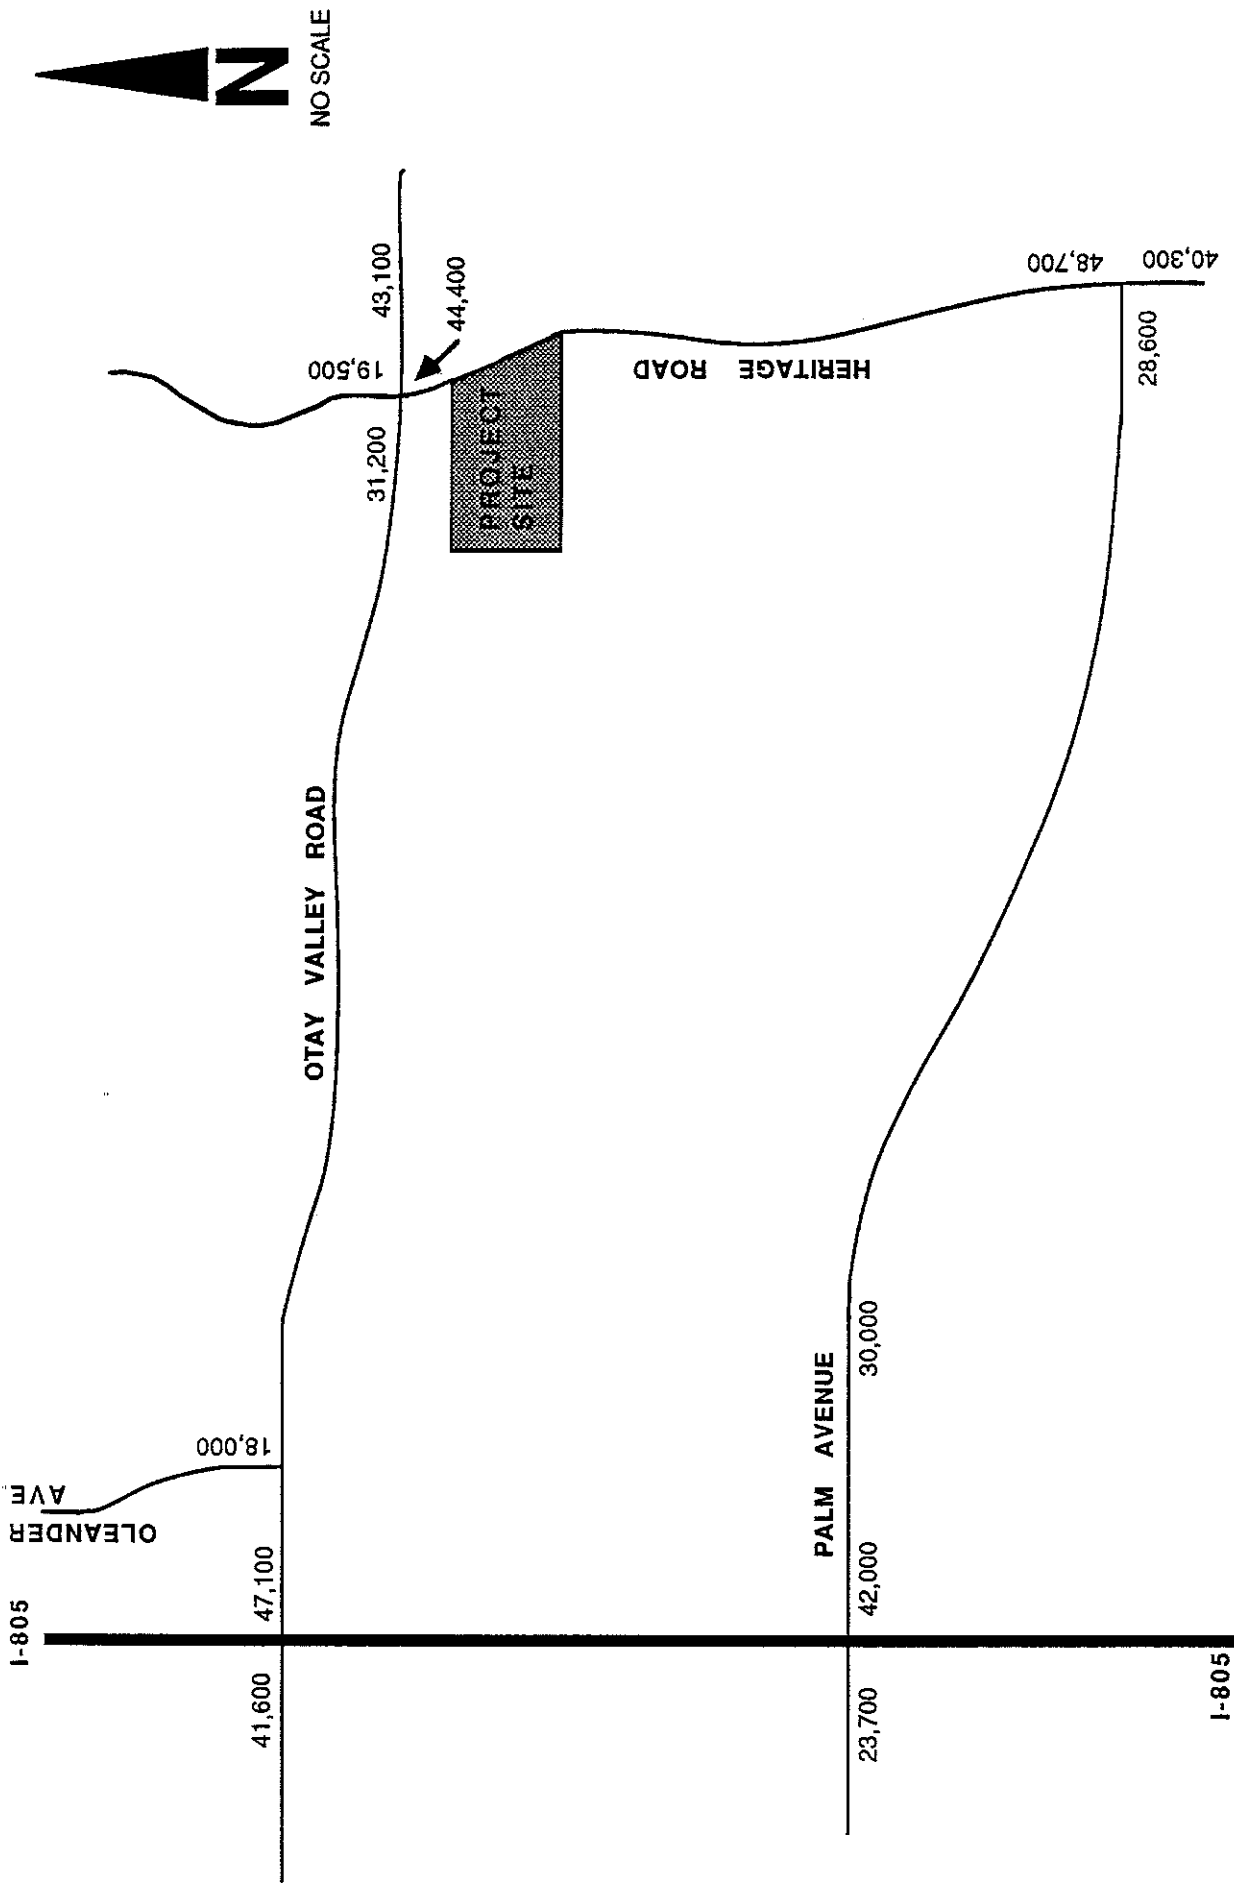 N
NO SCALE
I-805
OLEANDER
AVE.
18,000
41,600
47,100
OTAY VALLEY ROAD
31,200
19,500
43,100
44,400
PROJECT
SITE
HERITAGE ROAD
PALM AVENUE
23,700
42,000
30,000
48,700
28,600
40,300
I-805